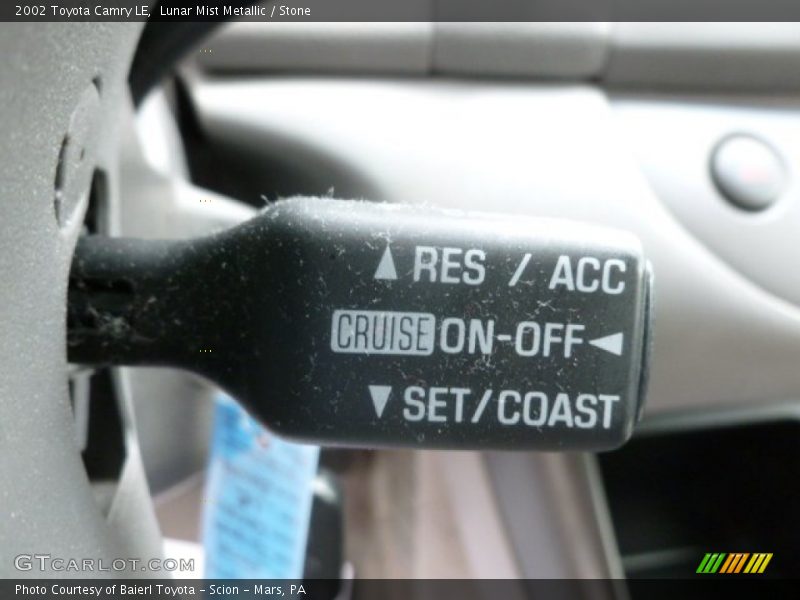 2002 Toyota Camry LE, Lunar Mist Metallic / Stone
▲ RES / ACC
CRUISE ON-OFF ◄
▼ SET/COAST
GTCARLOT.COM
Photo Courtesy of Baierl Toyota - Scion - Mars, PA